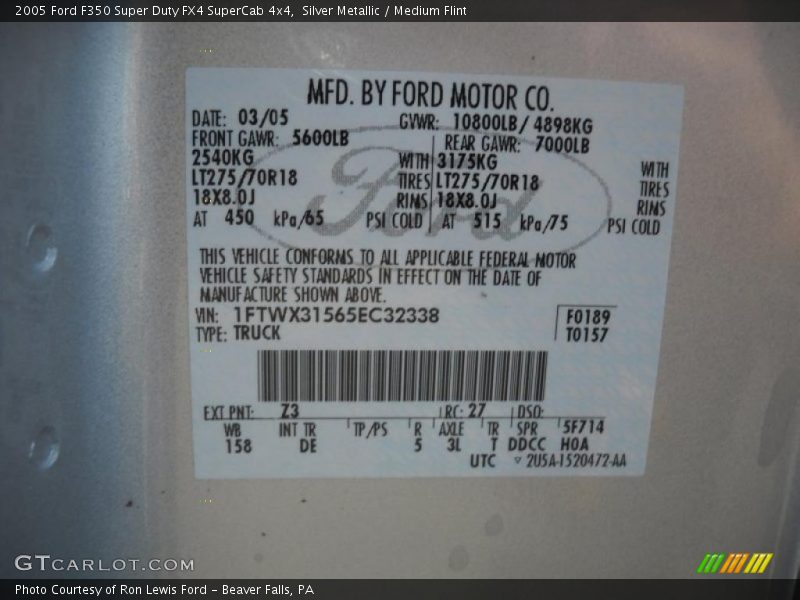 2005 Ford F350 Super Duty FX4 SuperCab 4x4, Silver Metallic / Medium Flint
MFD. BY FORD MOTOR CO.
DATE: 03/05 GVWR: 10800LB/ 4898KG
FRONT GAWR: 5600LB REAR GAWR: 7000LB
2540KG WITH 3175KG WITH
LT275/70R18 TIRES LT275/70R18 TIRES
18X8.0J RIMS 18X8.0J RIMS
AT 450 kPa/65 PSI COLD AT 515 kPa/75 PSI COLD
Ford
THIS VEHICLE CONFORMS TO ALL APPLICABLE FEDERAL MOTOR
VEHICLE SAFETY STANDARDS IN EFFECT ON THE DATE OF
MANUFACTURE SHOWN ABOVE.
VIN: 1FTWX31565EC32338 F0189
TYPE: TRUCK T0157
EXT PNT: Z3 RC: 27 DSO:
WB INT TR TP/PS R AXLE TR SPR 5F714
158 DE 5 3L T DDCC H0A
UTC ▽ 2U5A-1520472-AA
GTCARLOT.COM
Photo Courtesy of Ron Lewis Ford – Beaver Falls, PA